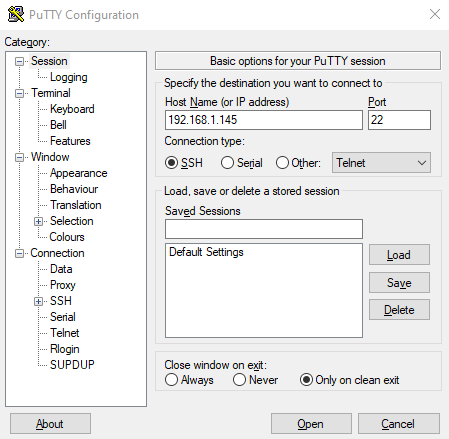 PuTTY Configuration
Category:
Session
Logging
Terminal
Keyboard
Bell
Features
Window
Appearance
Behaviour
Translation
Selection
Colours
Connection
Data
Proxy
SSH
Serial
Telnet
Rlogin
SUPDUP
Basic options for your PuTTY session
Specify the destination you want to connect to
Host Name (or IP address) Port
192.168.1.145 22
Connection type:
SSH Serial Other: Telnet
Load, save or delete a stored session
Saved Sessions
Default Settings
Load
Save
Delete
Close window on exit:
Always Never Only on clean exit
About Open Cancel